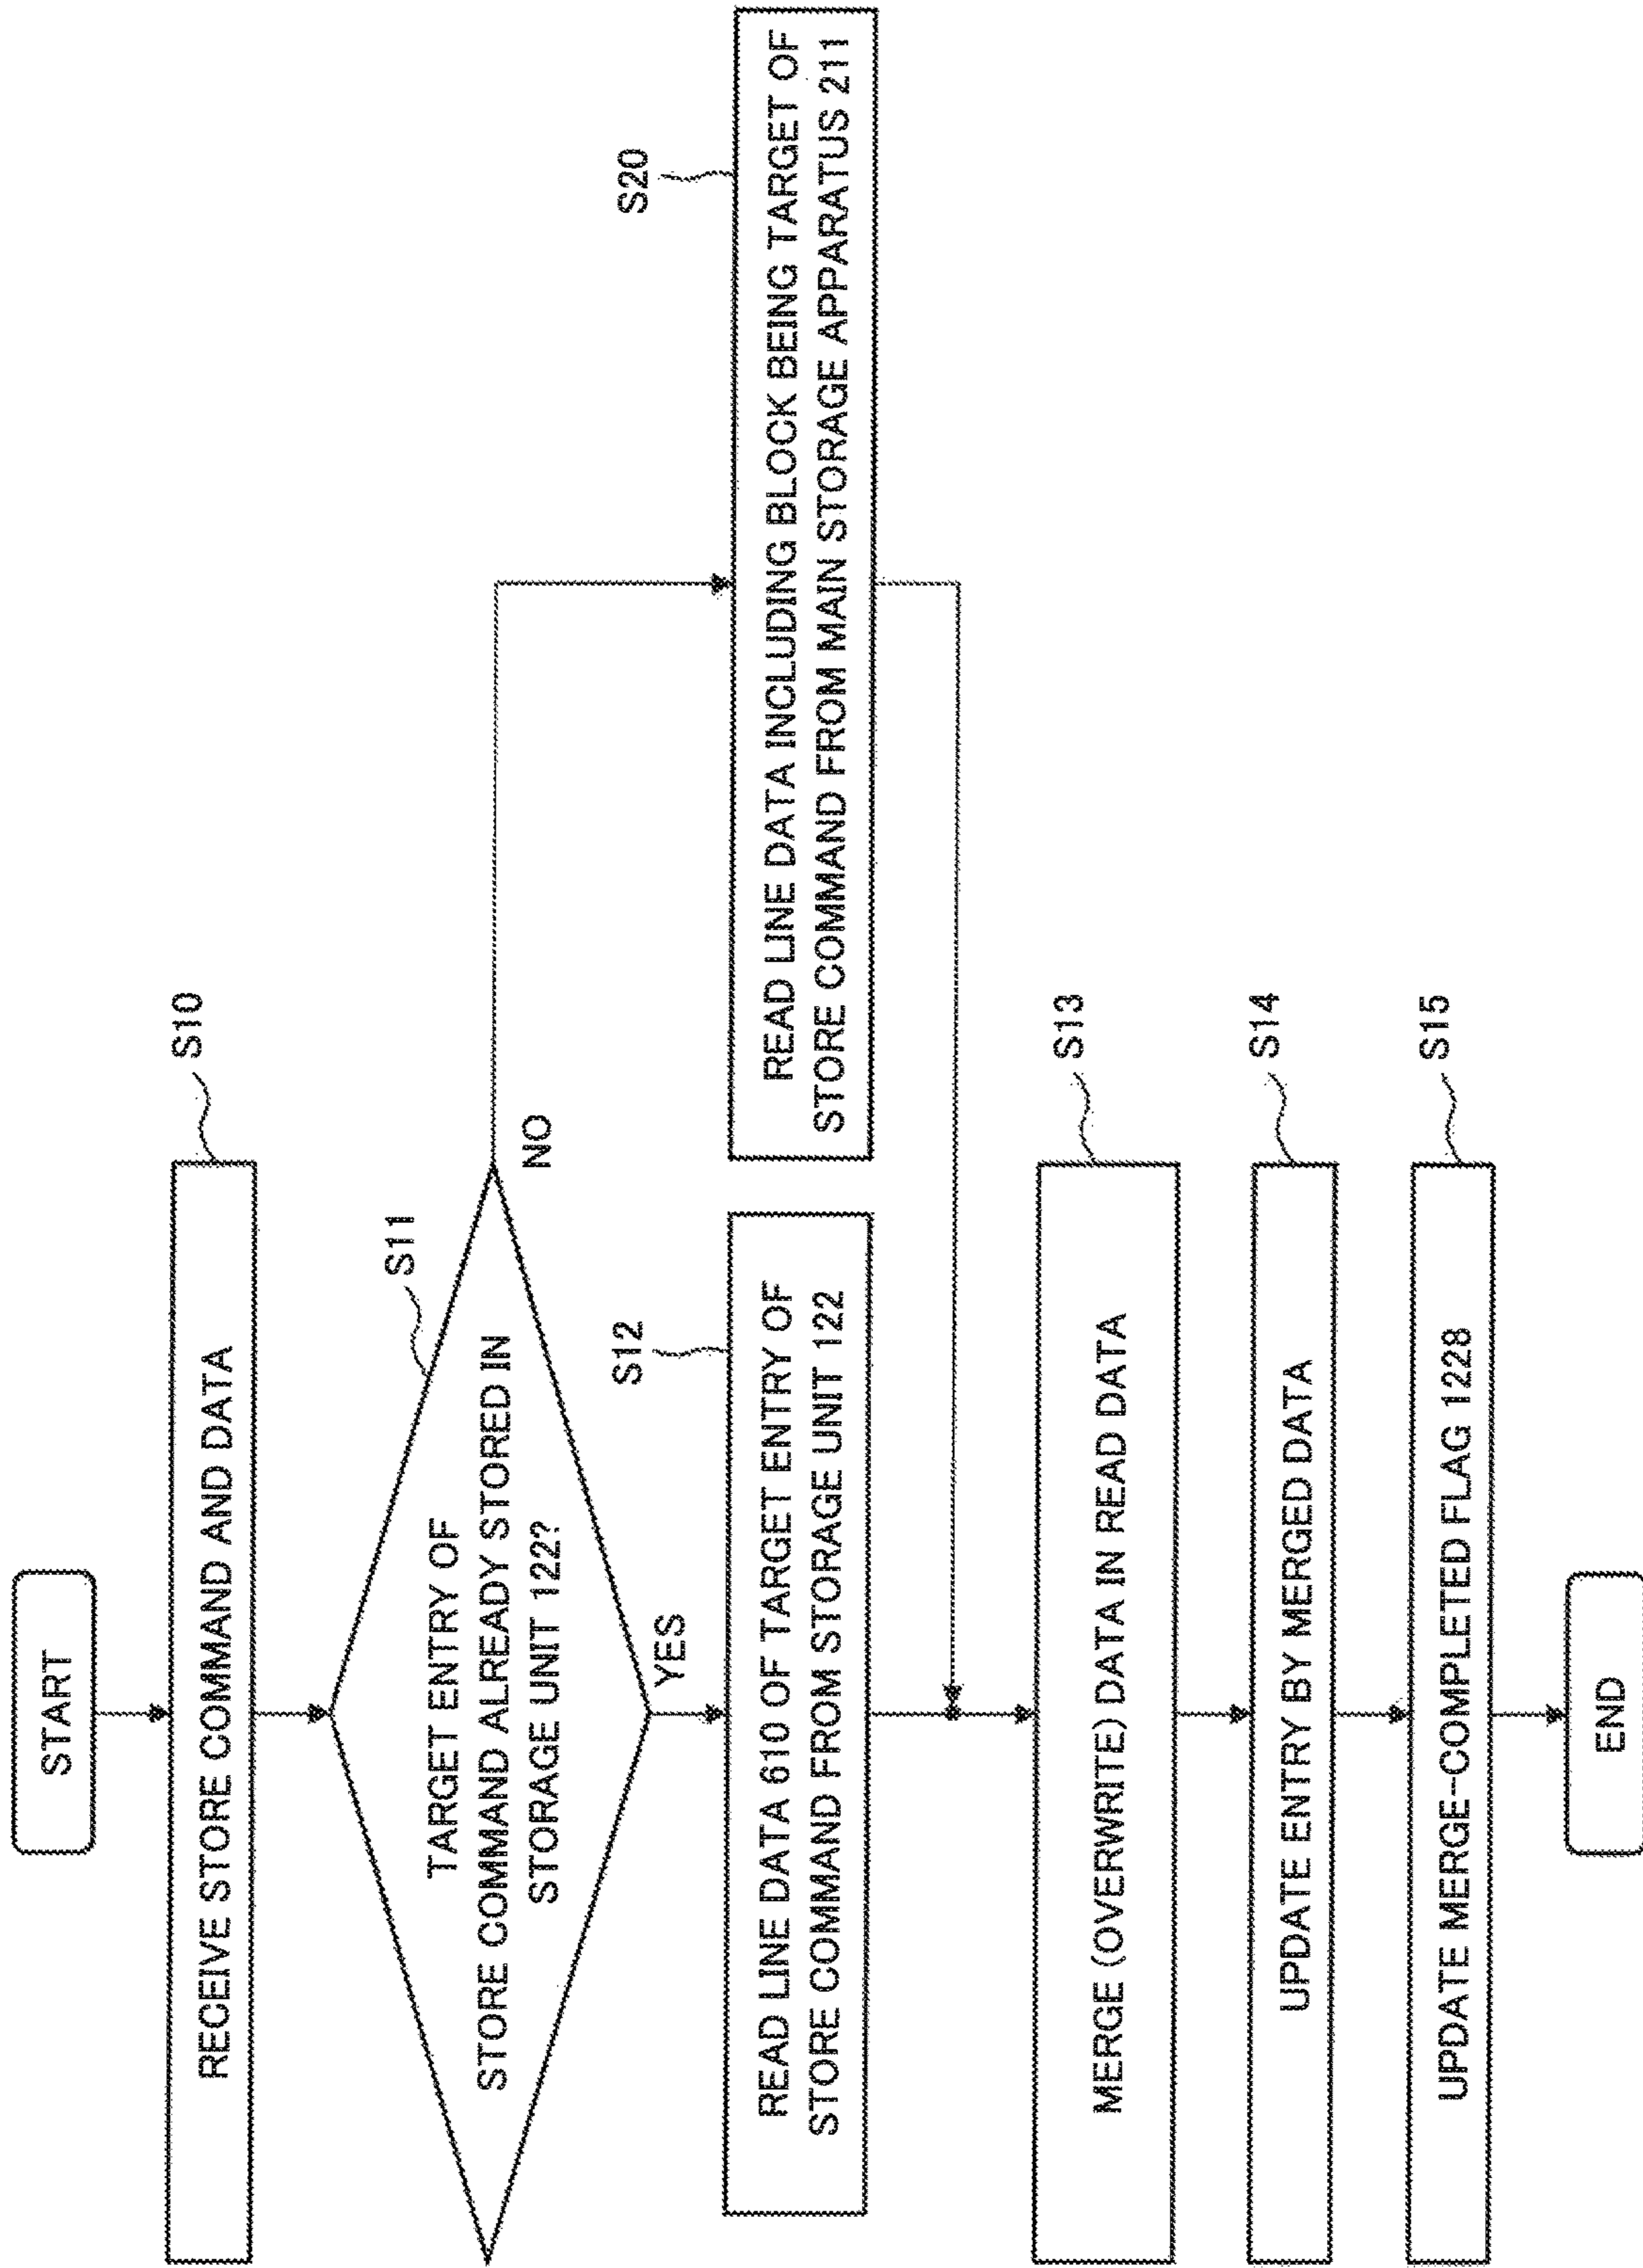 START
S10
RECEIVE STORE COMMAND AND DATA
S11
TARGET ENTRY OF
STORE COMMAND ALREADY STORED IN
STORAGE UNIT 122?
NO
YES
S12
READ LINE DATA 610 OF TARGET ENTRY OF
STORE COMMAND FROM STORAGE UNIT 122
S20
READ LINE DATA INCLUDING BLOCK BEING TARGET OF
STORE COMMAND FROM MAIN STORAGE APPARATUS 211
S13
MERGE (OVERWRITE) DATA IN READ DATA
S14
UPDATE ENTRY BY MERGED DATA
S15
UPDATE MERGE-COMPLETED FLAG 1228
END